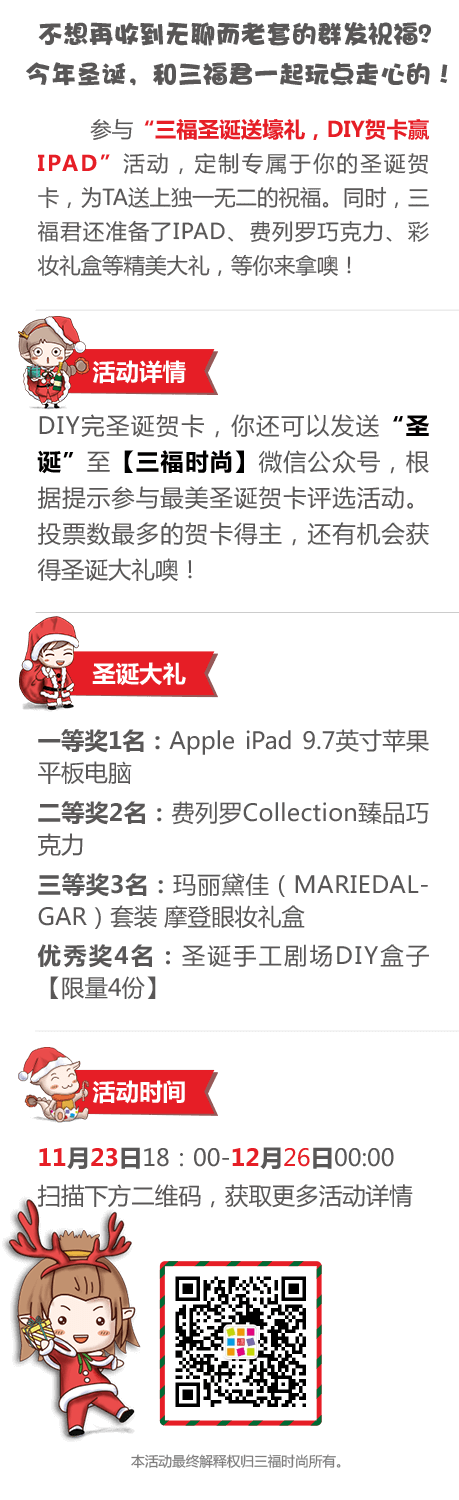 不想再收到无聊而老套的群发祝福?
今年圣诞，和三福君一起玩点走心的！
参与“三福圣诞送壕礼，DIY贺卡赢
IPAD”活动，定制专属于你的圣诞贺
卡，为TA送上独一无二的祝福。同时，三
福君还准备了IPAD、费列罗巧克力、彩
妆礼盒等精美大礼，等你来拿噢！
活动详情
DIY完圣诞贺卡，你还可以发送“圣
诞”至【三福时尚】微信公众号，根
据提示参与最美圣诞贺卡评选活动。
投票数最多的贺卡得主，还有机会获
得圣诞大礼噢！
圣诞大礼
一等奖1名：Apple iPad 9.7英寸苹果
平板电脑
二等奖2名：费列罗Collection臻品巧
克力
三等奖3名：玛丽黛佳（MARIEDAL-
GAR）套装 摩登眼妆礼盒
优秀奖4名：圣诞手工剧场DIY盒子
【限量4份】
活动时间
11月23日18：00-12月26日00:00
扫描下方二维码，获取更多活动详情
本活动最终解释权归三福时尚所有。